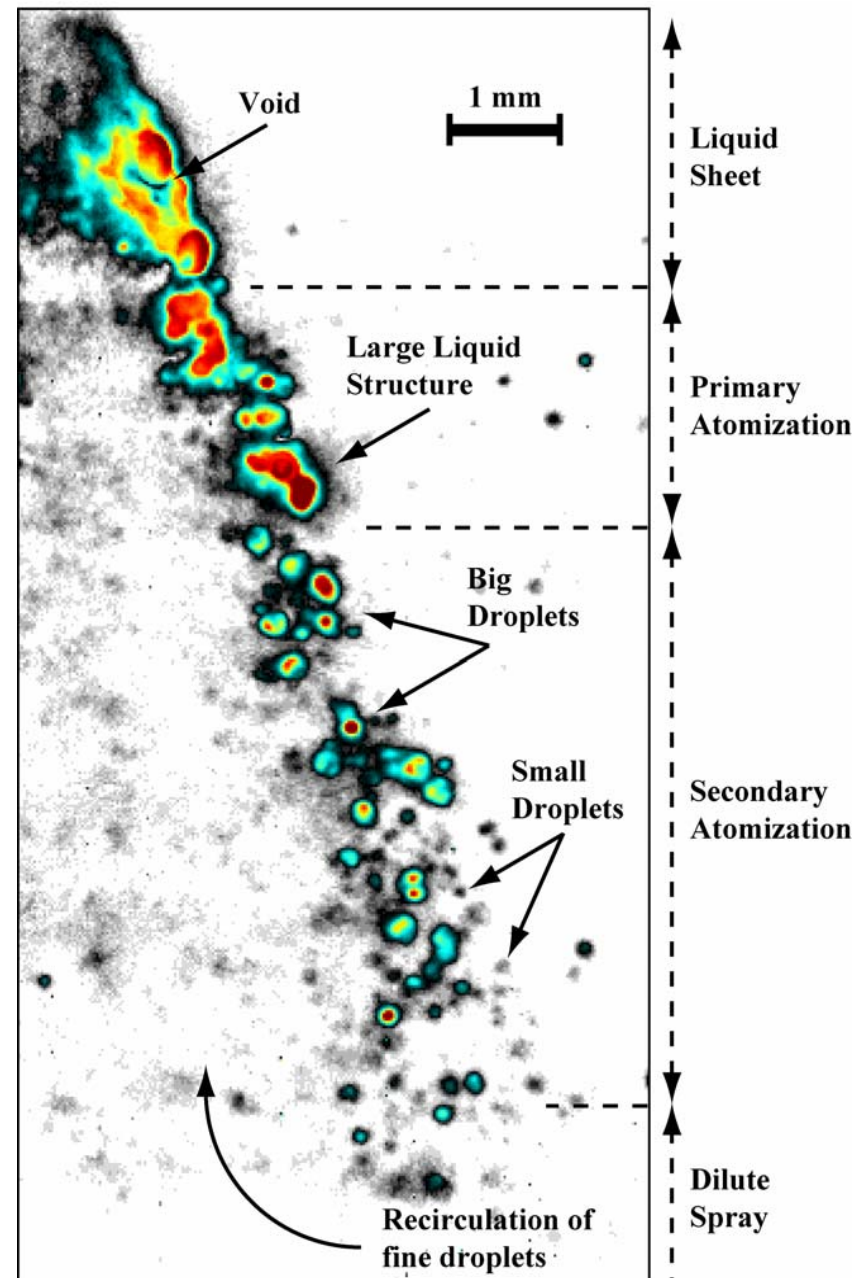 Void
1 mm
Liquid
Sheet
Large Liquid
Structure
Primary
Atomization
Big
Droplets
Small
Droplets
Secondary
Atomization
Recirculation of
fine droplets
Dilute
Spray